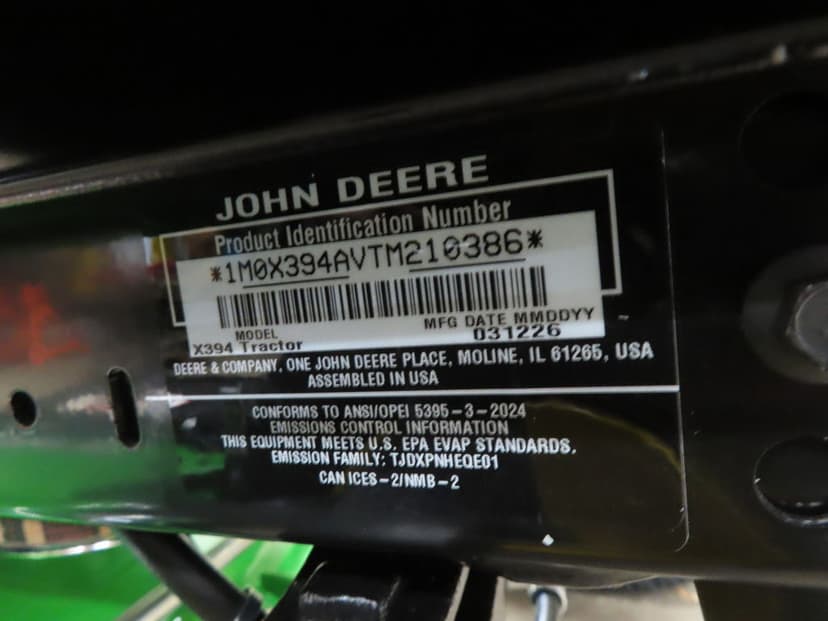 JOHN DEERE
Product Identification Number
*1M0X394AVTM210386*
MODEL
X394 Tractor
MFG DATE MMDDYY
031226
DEERE & COMPANY, ONE JOHN DEERE PLACE, MOLINE, IL 61265, USA
ASSEMBLED IN USA
CONFORMS TO ANSI/OPEI 5395-3-2024
EMISSIONS CONTROL INFORMATION
THIS EQUIPMENT MEETS U.S. EPA EVAP STANDARDS.
EMISSION FAMILY: TJDXPNHEQE01
CAN ICES-2/NMB-2